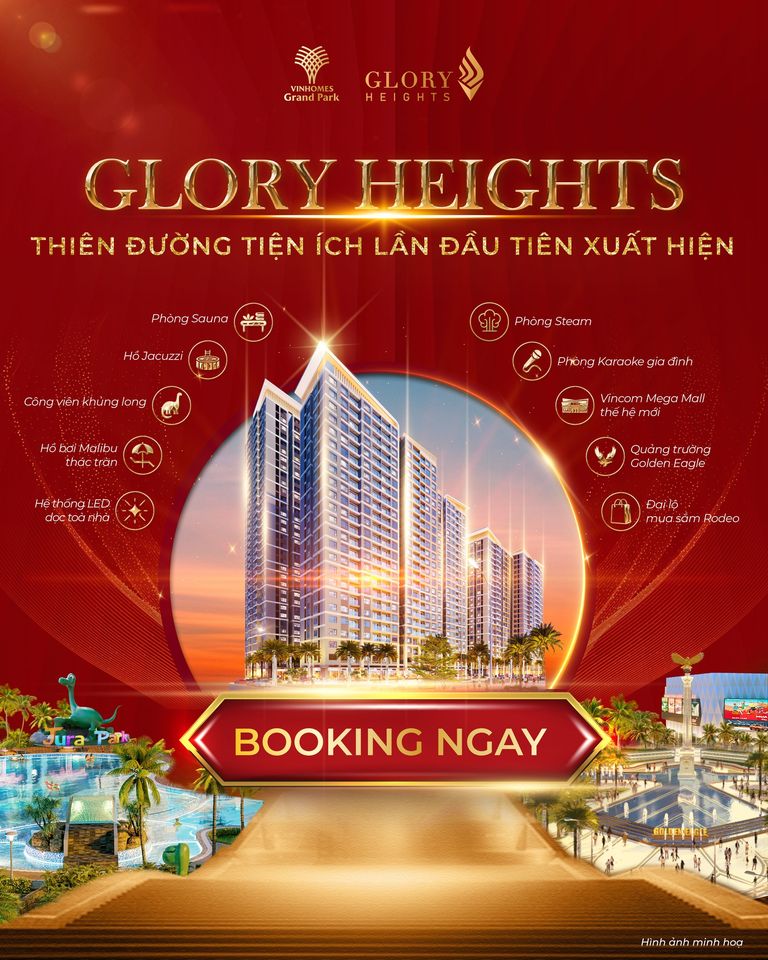 VINHOMES
Grand Park
GLORY
HEIGHTS
GLORY HEIGHTS
THIÊN ĐƯỜNG TIỆN ÍCH LẦN ĐẦU TIÊN XUẤT HIỆN
Phòng Sauna
Hồ Jacuzzi
Công viên khủng long
Hồ bơi Malibu
thác tràn
Hệ thống LED
dọc toà nhà
Phòng Steam
Phòng Karaoke gia đình
Vincom Mega Mall
thế hệ mới
Quảng trường
Golden Eagle
Đại lộ
mua sắm Rodeo
BOOKING NGAY
Jura Park
GOLDEN EAGLE
Hình ảnh minh hoạ